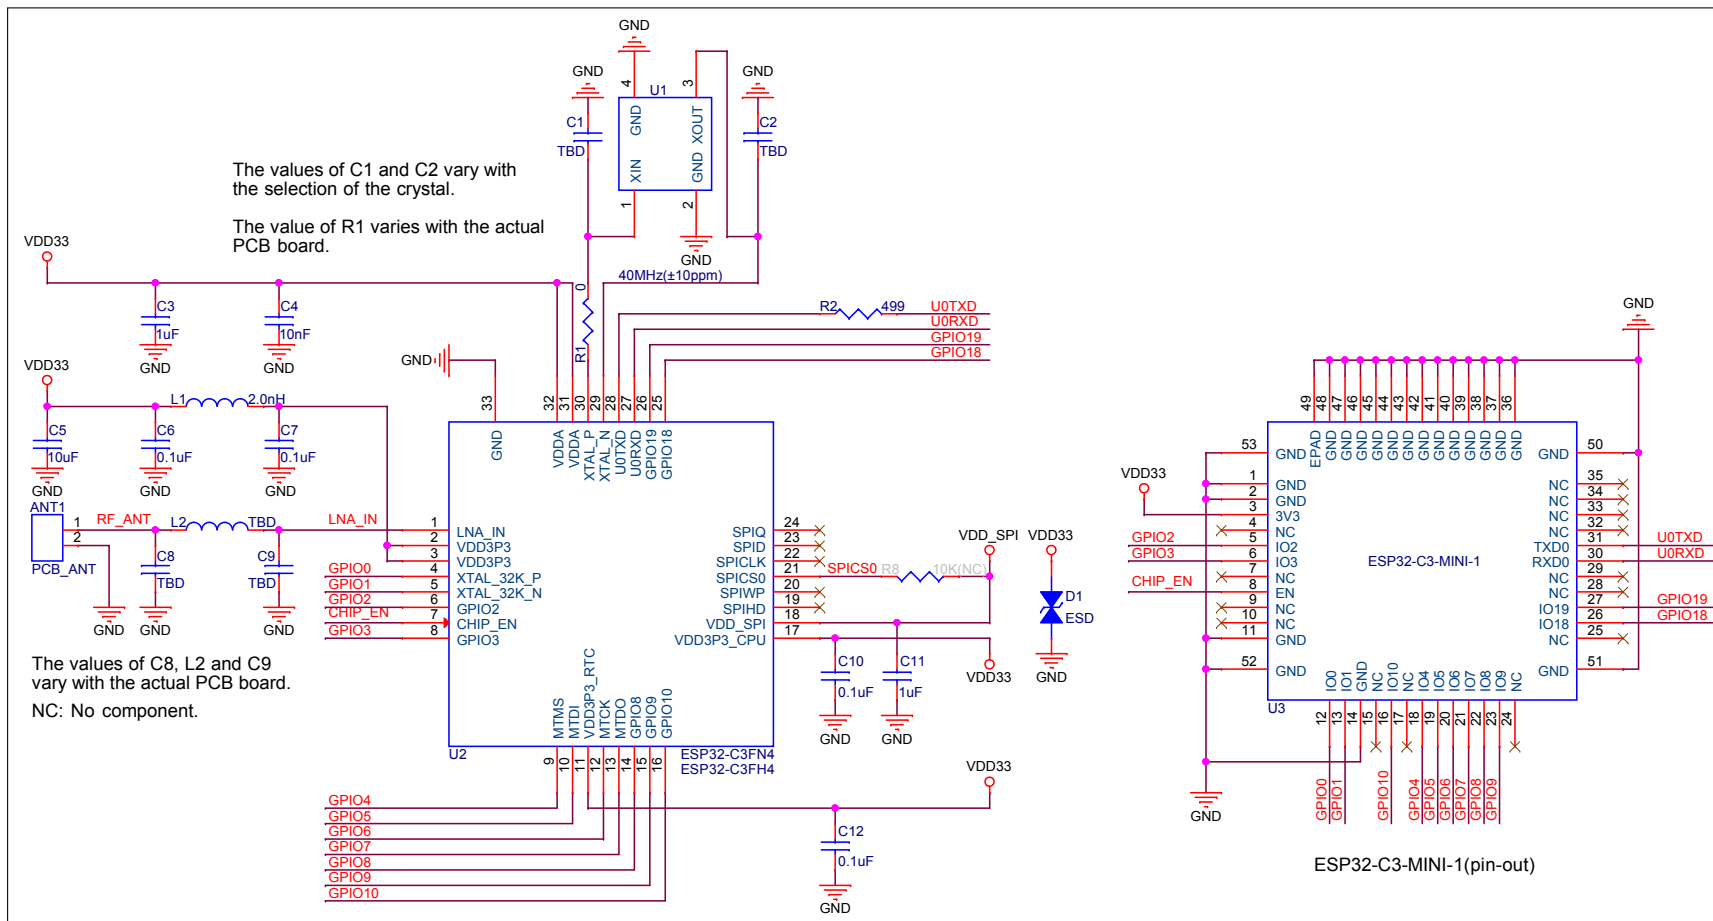 GND
GND
GND
U1
4
3
GND
XOUT
XIN
GND
1
2
GND
C1
TBD
C2
TBD
The values of C1 and C2 vary with
the selection of the crystal.
The value of R1 varies with the actual
PCB board.
VDD33
40MHz(±10ppm)
C3
1uF
GND
C4
10nF
GND
R1
0
R2
499
U0TXD
U0RXD
GPIO19
GPIO18
GND
VDD33
L1
2.0nH
C5
10uF
GND
C6
0.1uF
GND
C7
0.1uF
GND
ANT1
1
2
PCB_ANT
RF_ANT
L2
TBD
LNA_IN
C8
TBD
C9
TBD
GND
GND
GND
The values of C8, L2 and C9
vary with the actual PCB board.
NC: No component.
33
32
31
30
29
28
27
26
25
GND
VDDA
VDDA
XTAL_P
XTAL_N
U0TXD
U0RXD
GPIO19
GPIO18
1
LNA_IN
2
VDD3P3
3
VDD3P3
GPIO0
4
XTAL_32K_P
GPIO1
5
XTAL_32K_N
GPIO2
6
GPIO2
CHIP_EN
7
CHIP_EN
GPIO3
8
GPIO3
SPIQ
24
SPID
23
SPICLK
22
SPICS0
21
SPIWP
20
SPIHD
19
VDD_SPI
18
VDD3P3_CPU
17
SPICS0
R8
10K(NC)
VDD_SPI
VDD33
D1
ESD
GND
C10
0.1uF
GND
C11
1uF
GND
VDD33
MTMS
MTDI
VDD3P3_RTC
MTCK
MTDO
GPIO8
GPIO9
GPIO10
9
10
11
12
13
14
15
16
U2
ESP32-C3FN4
ESP32-C3FH4
GPIO4
GPIO5
GPIO6
GPIO7
GPIO8
GPIO9
GPIO10
VDD33
C12
0.1uF
GND
GND
49
48
47
46
45
44
43
42
41
40
39
38
37
36
EPAD
GND
GND
GND
GND
GND
GND
GND
GND
GND
GND
GND
GND
GND
VDD33
53
GND
1
GND
2
GND
3
3V3
4
NC
GPIO2
5
IO2
GPIO3
6
IO3
7
NC
CHIP_EN
8
EN
9
NC
10
NC
11
GND
52
GND
ESP32-C3-MINI-1
GND
50
NC
35
NC
34
NC
33
NC
32
TXD0
31
U0TXD
RXD0
30
U0RXD
NC
29
NC
28
IO19
27
GPIO19
IO18
26
GPIO18
NC
25
GND
51
IO0
IO1
GND
NC
IO10
NC
IO4
IO5
IO6
IO7
IO8
IO9
NC
U3
12
13
14
15
16
17
18
19
20
21
22
23
24
GPIO0
GPIO1
GPIO10
GPIO4
GPIO5
GPIO6
GPIO7
GPIO8
GPIO9
GND
ESP32-C3-MINI-1(pin-out)